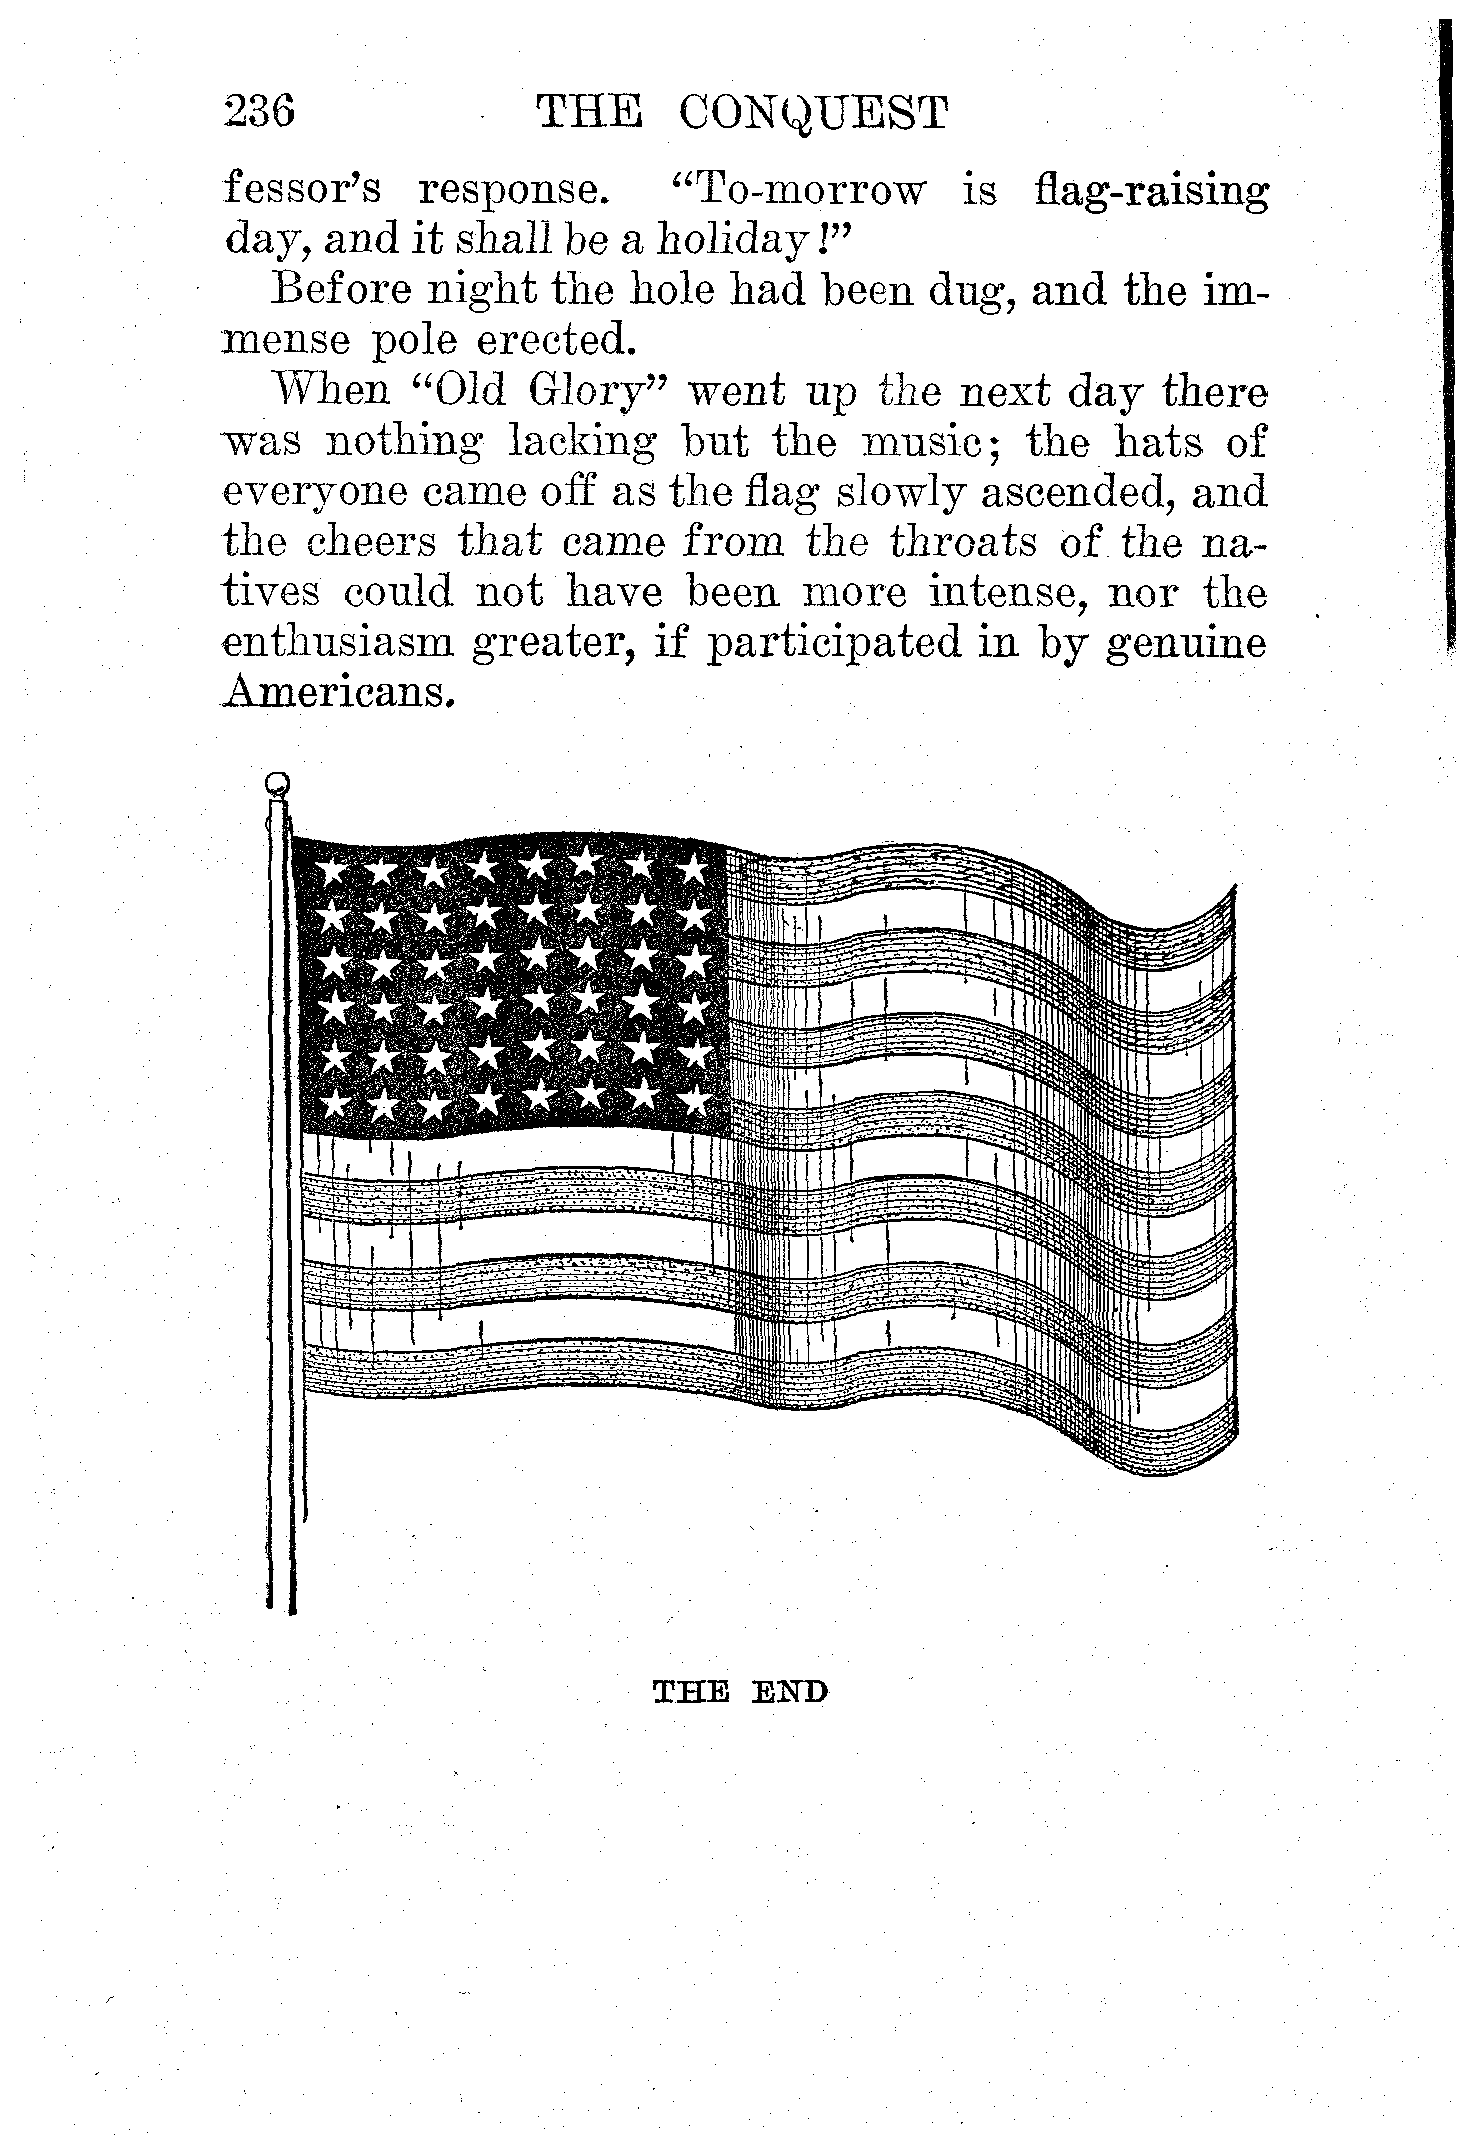 236 THE CONQUEST
fessor's response. "To-morrow is flag-raising
day, and it shall be a holiday!"
Before night the hole had been dug, and the im-
mense pole erected.
When "Old Glory" went up the next day there
was nothing lacking but the music; the hats of
everyone came off as the flag slowly ascended, and
the cheers that came from the throats of the na-
tives could not have been more intense, nor the
enthusiasm greater, if participated in by genuine
Americans.
THE END